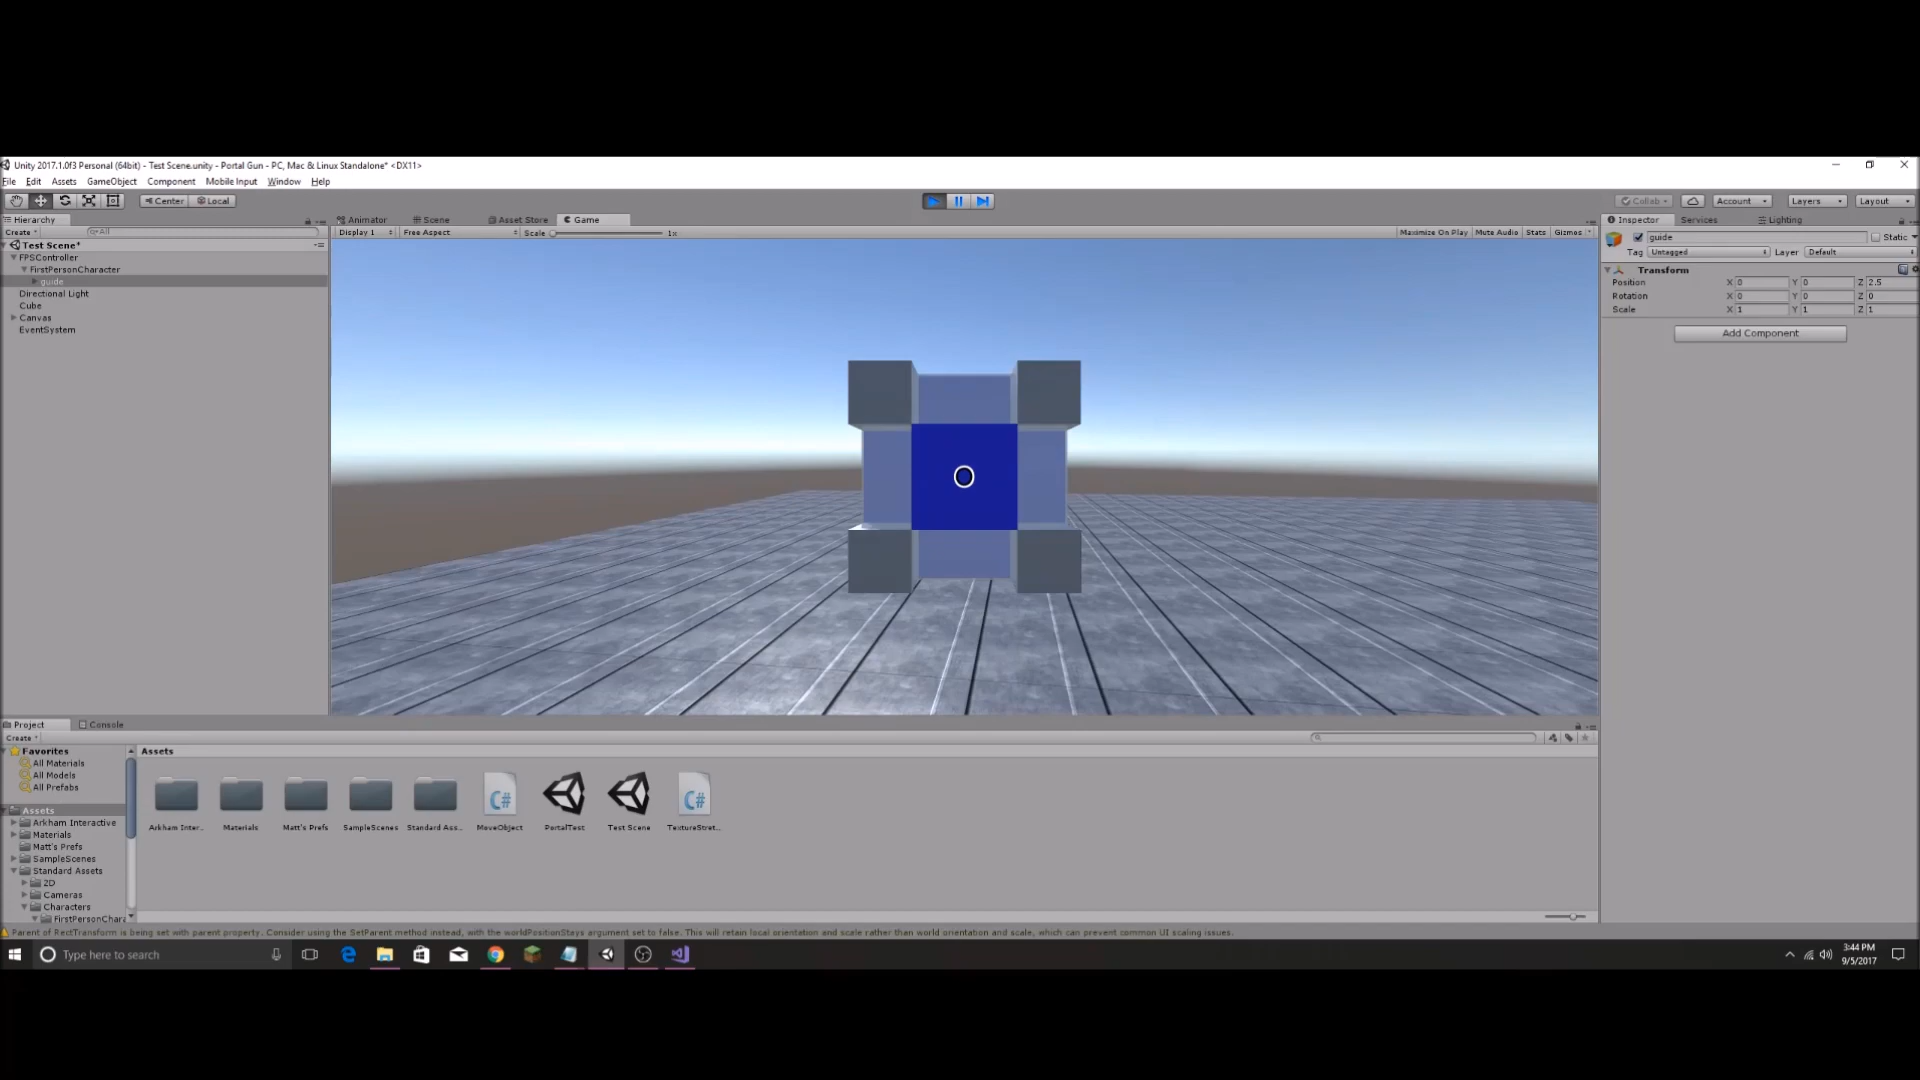 Unity 2017.1.0f3 Personal (64bit) - Test Scene.unity - Portal Gun - PC, Mac & Linux Standalone* <DX11>
File Edit Assets GameObject Component Mobile Input Window Help
Center Local Collab Account Layers Layout
Hierarchy Animator Scene Asset Store Game Inspector Services Lighting
Create All Display 1 Free Aspect Scale 1x Maximize On Play Mute Audio Stats Gizmos
guide Static
Test Scene*
Tag Untagged Layer Default
FPSController
FirstPersonCharacter Transform
guide Position X 0 Y 0 Z 2.5
Directional Light Rotation X 0 Y 0 Z 0
Cube Scale X 1 Y 1 Z 1
Canvas
EventSystem Add Component
Project Console
Create
Favorites Assets
All Materials
All Models
All Prefabs
Assets
Arkham Interactive Arkham Inter.. Materials Matt's Prefs SampleScenes Standard Ass.. MoveObject PortalTest Test Scene TextureStret..
Materials
Matt's Prefs
SampleScenes
Standard Assets
2D
Cameras
Characters
FirstPersonChara
Parent of RectTransform is being set with parent property. Consider using the SetParent method instead, with the worldPositionStays argument set to false. This will retain local orientation and scale rather than world orientation and scale, which can prevent common UI scaling issues.
Type here to search
3:44 PM
9/5/2017